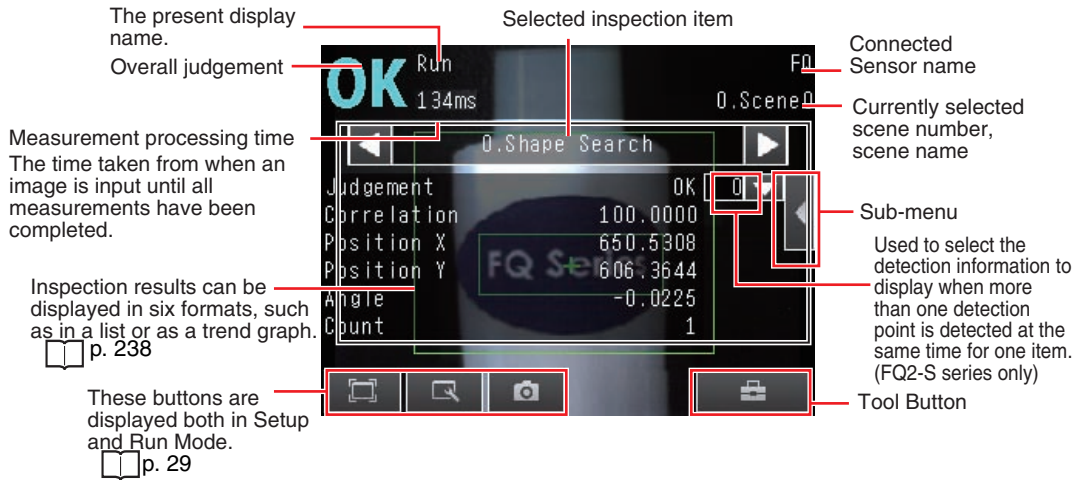 The present display
name.
Overall judgement
Measurement processing time
The time taken from when an
image is input until all
measurements have been
completed.
Inspection results can be
displayed in six formats, such
as in a list or as a trend graph.
p. 238
These buttons are
displayed both in Setup
and Run Mode.
p. 29
Selected inspection item
OK
Run
134ms
FQ
0.Scene0
0.Shape Search
Judgement OK 0
Correlation 100.0000
Position X 650.5308
Position Y 606.3644
Angle -0.0225
Count 1
FQ Series
Connected
Sensor name
Currently selected
scene number,
scene name
Sub-menu
Used to select the
detection information to
display when more
than one detection
point is detected at the
same time for one item.
(FQ2-S series only)
Tool Button